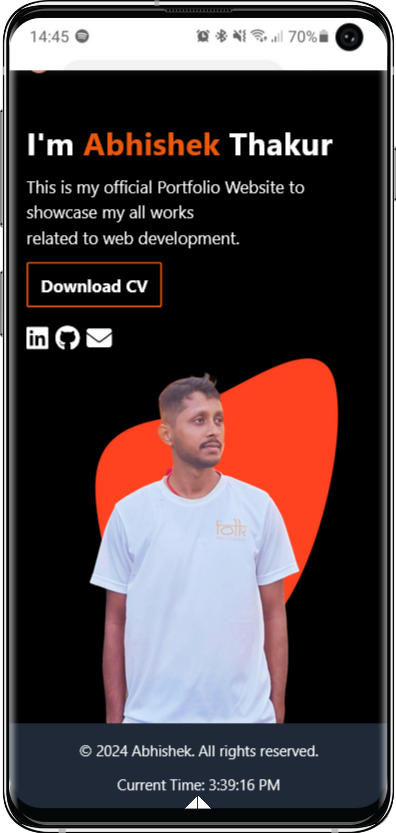 14:45 70%
I'm Abhishek Thakur
This is my official Portfolio Website to
showcase my all works
related to web development.
Download CV
in
folk
© 2024 Abhishek. All rights reserved.
Current Time: 3:39:16 PM